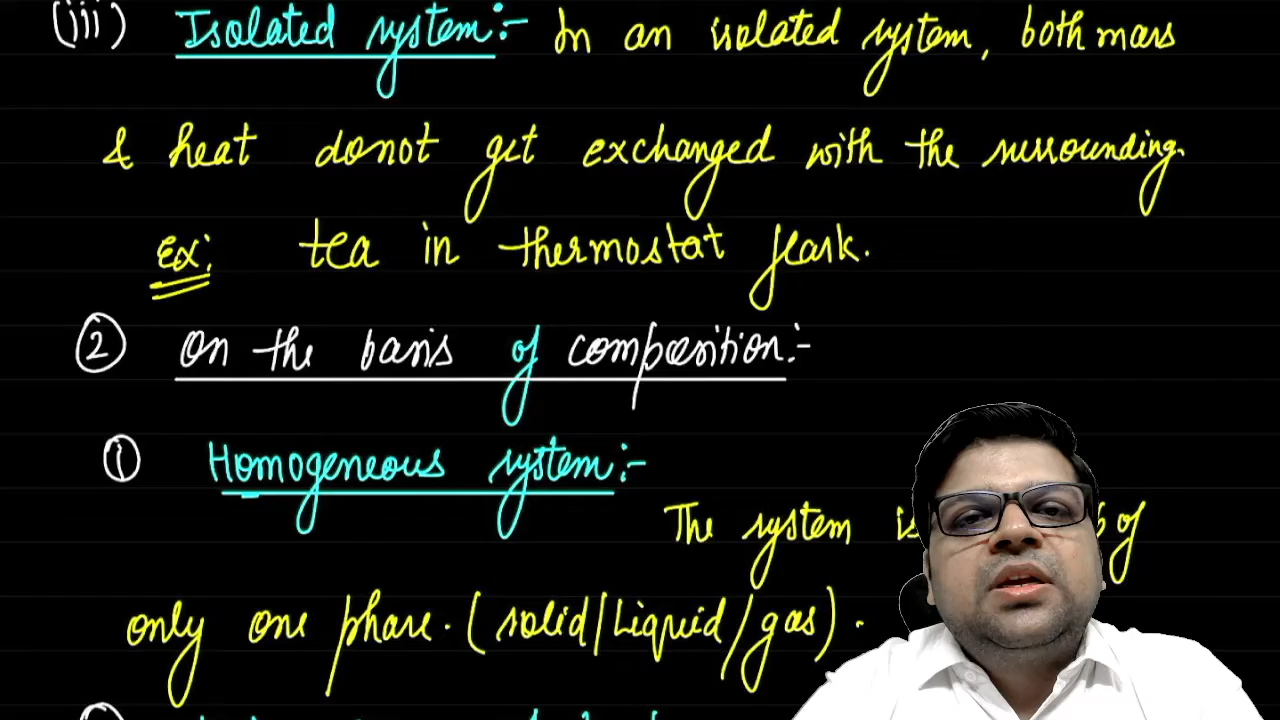 (iii) Isolated system:- In an isolated system, both mass
& heat donot get exchanged with the surrounding.
Ex: tea in thermostat flask.
② on the basis of composition:-
① Homogeneous system:-
The system is of
only one phase. (solid/Liquid/gas).